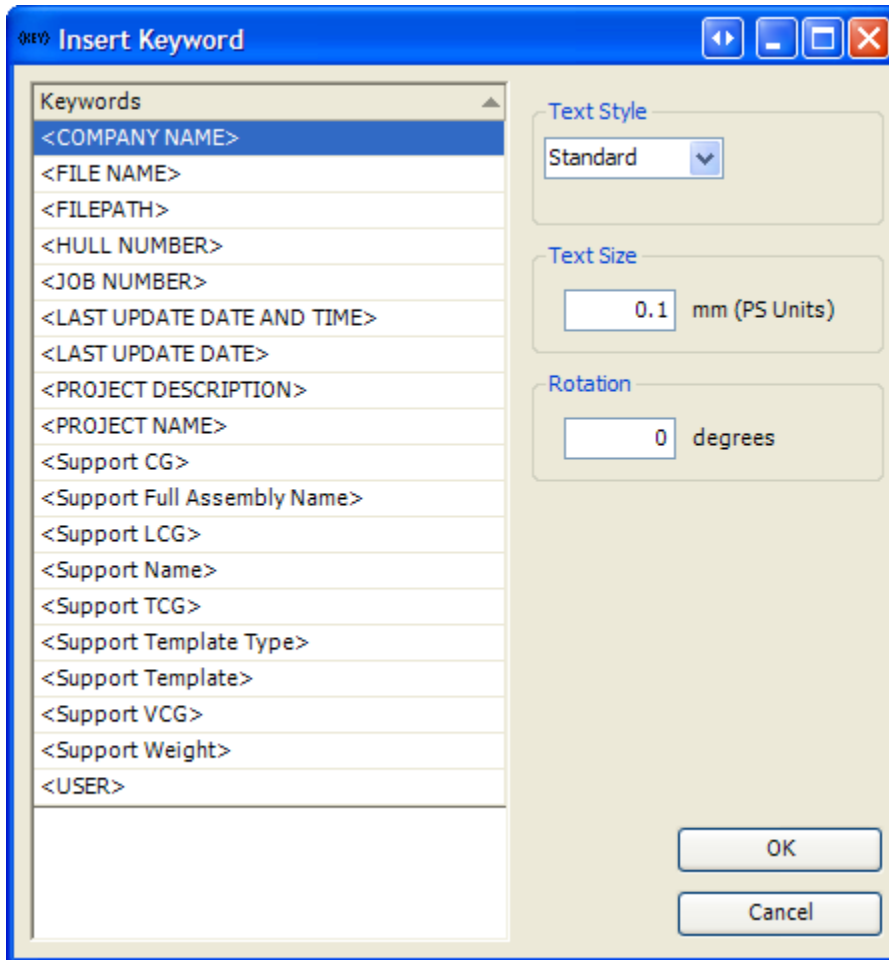 {KEY} Insert Keyword
Keywords
<COMPANY NAME>
<FILE NAME>
<FILEPATH>
<HULL NUMBER>
<JOB NUMBER>
<LAST UPDATE DATE AND TIME>
<LAST UPDATE DATE>
<PROJECT DESCRIPTION>
<PROJECT NAME>
<Support CG>
<Support Full Assembly Name>
<Support LCG>
<Support Name>
<Support TCG>
<Support Template Type>
<Support Template>
<Support VCG>
<Support Weight>
<USER>
Text Style
Standard
Text Size
0.1 mm (PS Units)
Rotation
0 degrees
OK
Cancel